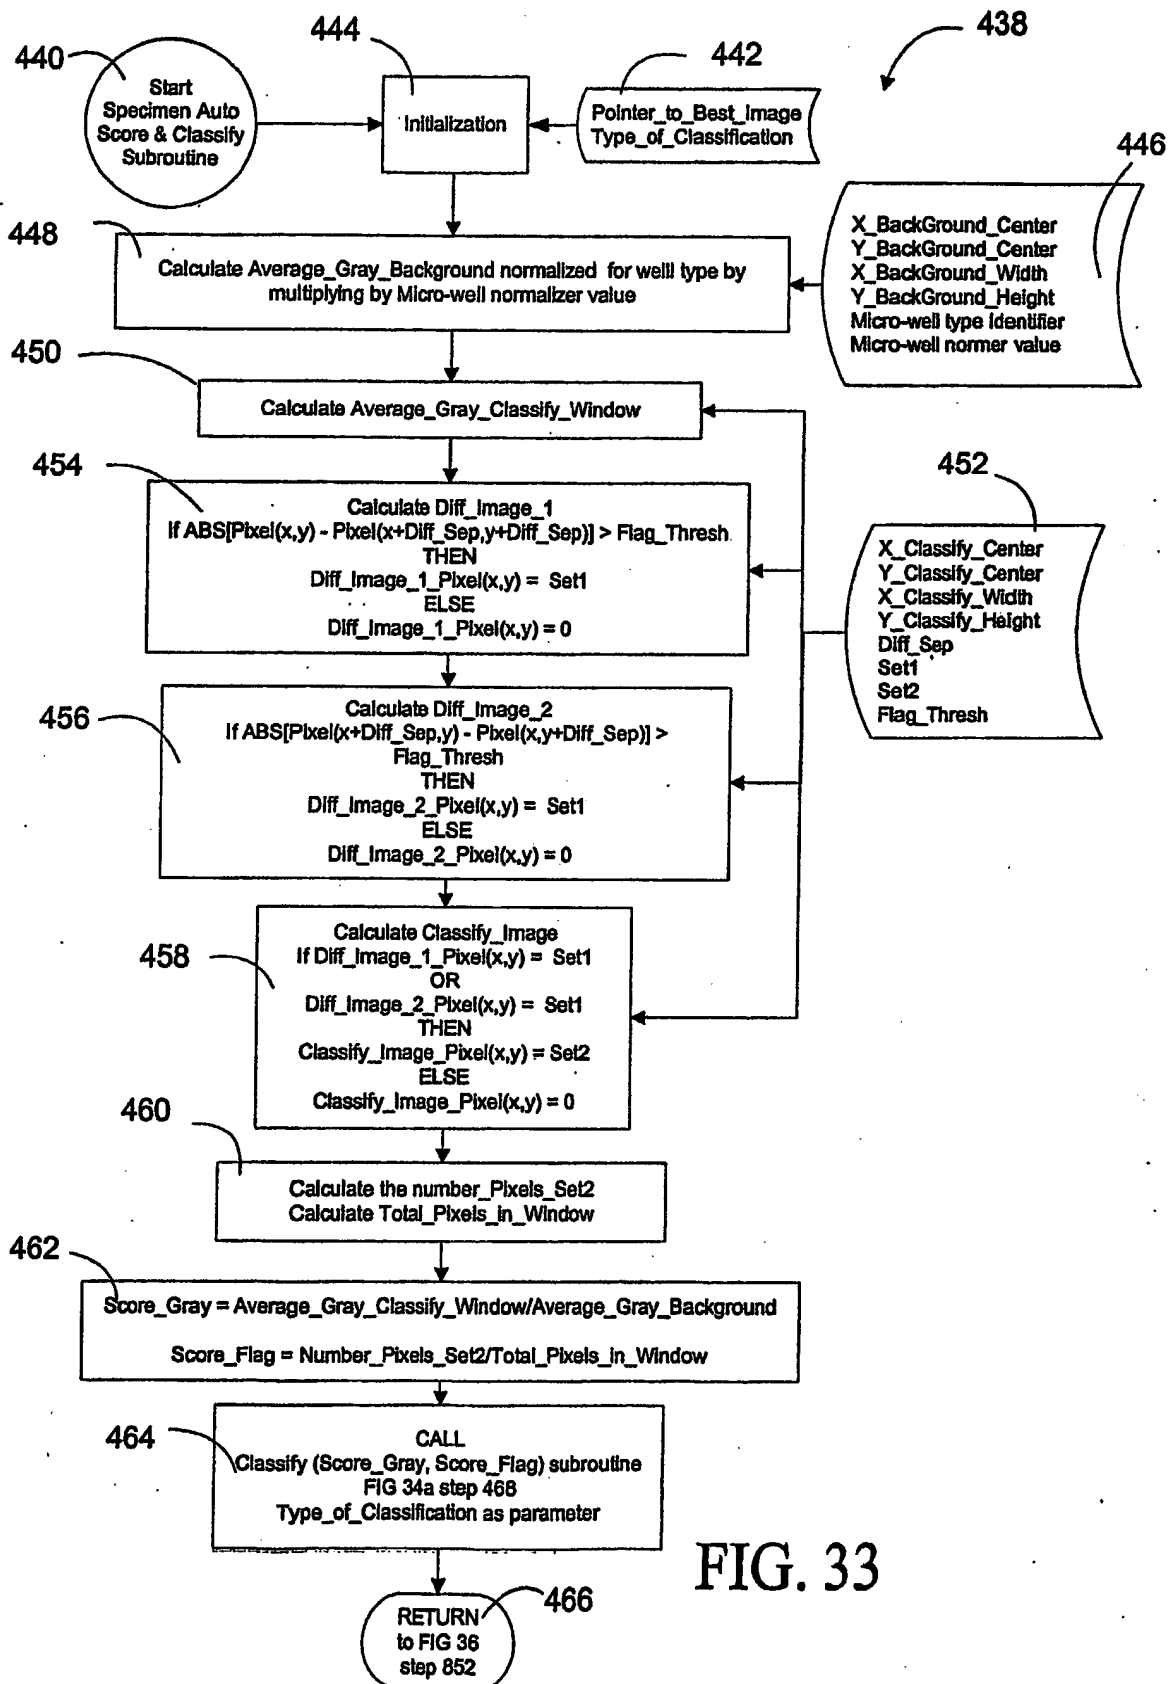 438
440
444
442
Start
Specimen Auto
Score & Classify
Subroutine
Initialization
Pointer_to_Best_Image
Type_of_Classification
446
X_BackGround_Center
Y_BackGround_Center
X_BackGround_Width
Y_BackGround_Height
Micro-well type identifier
Micro-well normer value
448
Calculate Average_Gray_Background normalized for welll type by
multiplying by Micro-well normalizer value
450
Calculate Average_Gray_Classify_Window
452
X_Classify_Center
Y_Classify_Center
X_Classify_Width
Y_Classify_Height
Diff_Sep
Set1
Set2
Flag_Thresh
454
Calculate Diff_Image_1
If ABS[Pixel(x,y) - Pixel(x+Diff_Sep,y+Diff_Sep)] > Flag_Thresh
THEN
Diff_Image_1_Pixel(x,y) = Set1
ELSE
Diff_Image_1_Pixel(x,y) = 0
456
Calculate Diff_Image_2
If ABS[Pixel(x+Diff_Sep,y) - Pixel(x,y+Diff_Sep)] >
Flag_Thresh
THEN
Diff_Image_2_Pixel(x,y) = Set1
ELSE
Diff_Image_2_Pixel(x,y) = 0
458
Calculate Classify_Image
If Diff_Image_1_Pixel(x,y) = Set1
OR
Diff_Image_2_Pixel(x,y) = Set1
THEN
Classify_Image_Pixel(x,y) = Set2
ELSE
Classify_Image_Pixel(x,y) = 0
460
Calculate the number_Pixels_Set2
Calculate Total_Pixels_in_Window
462
Score_Gray = Average_Gray_Classify_Window/Average_Gray_Background
Score_Flag = Number_Pixels_Set2/Total_Pixels_in_Window
464
CALL
Classify (Score_Gray, Score_Flag) subroutine
FIG 34a step 468
Type_of_Classification as parameter
466
RETURN
to FIG 36
step 852
FIG. 33